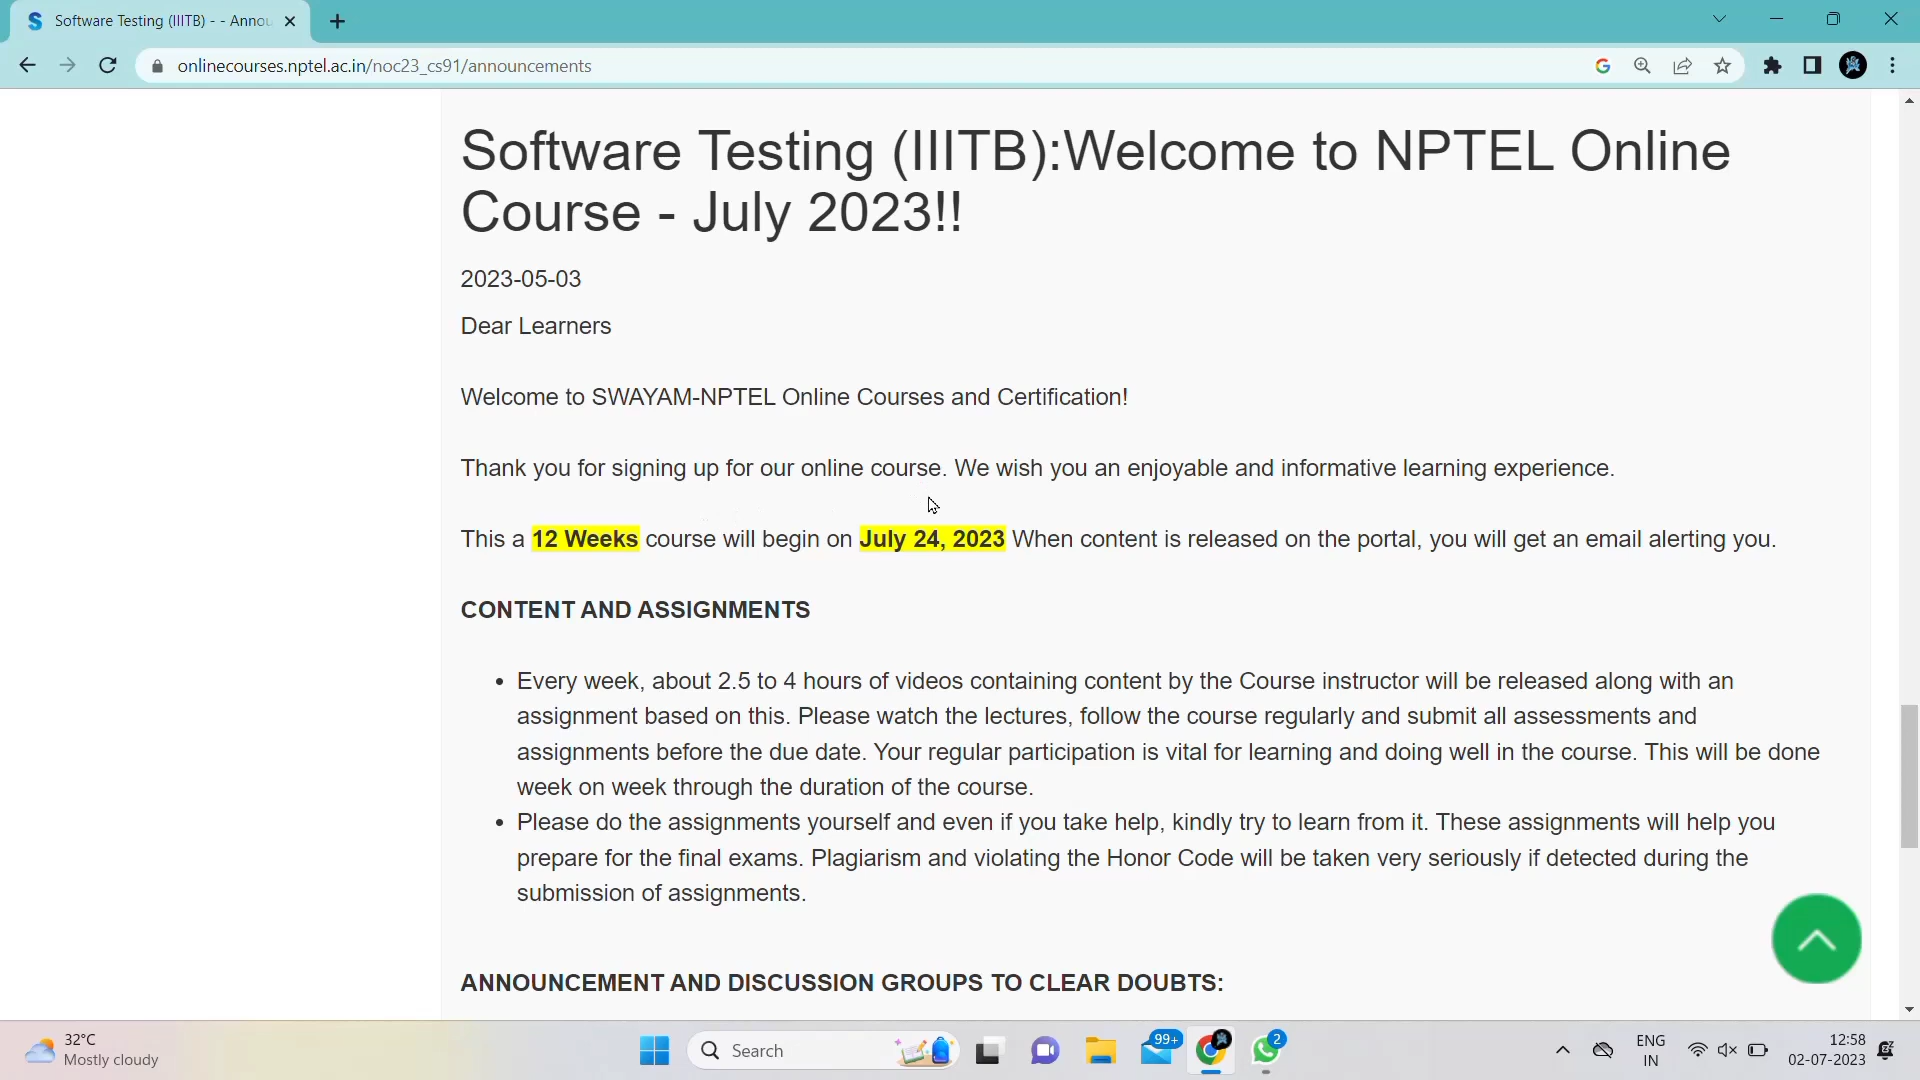 Software Testing (IIITB) - - Annou
onlinecourses.nptel.ac.in/noc23_cs91/announcements
Software Testing (IIITB):Welcome to NPTEL Online
Course - July 2023!!
2023-05-03
Dear Learners
Welcome to SWAYAM-NPTEL Online Courses and Certification!
Thank you for signing up for our online course. We wish you an enjoyable and informative learning experience.
This a 12 Weeks course will begin on July 24, 2023 When content is released on the portal, you will get an email alerting you.
CONTENT AND ASSIGNMENTS
• Every week, about 2.5 to 4 hours of videos containing content by the Course instructor will be released along with an
assignment based on this. Please watch the lectures, follow the course regularly and submit all assessments and
assignments before the due date. Your regular participation is vital for learning and doing well in the course. This will be done
week on week through the duration of the course.
• Please do the assignments yourself and even if you take help, kindly try to learn from it. These assignments will help you
prepare for the final exams. Plagiarism and violating the Honor Code will be taken very seriously if detected during the
submission of assignments.
ANNOUNCEMENT AND DISCUSSION GROUPS TO CLEAR DOUBTS:
32°C
Mostly cloudy
Search
99+
2
ENG
IN
12:58
02-07-2023